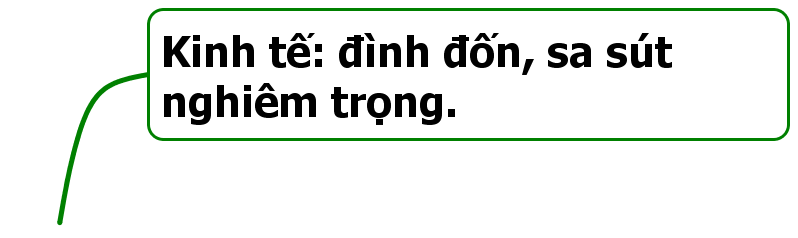 Kinh tế: đình đốn, sa sút
nghiêm trọng.